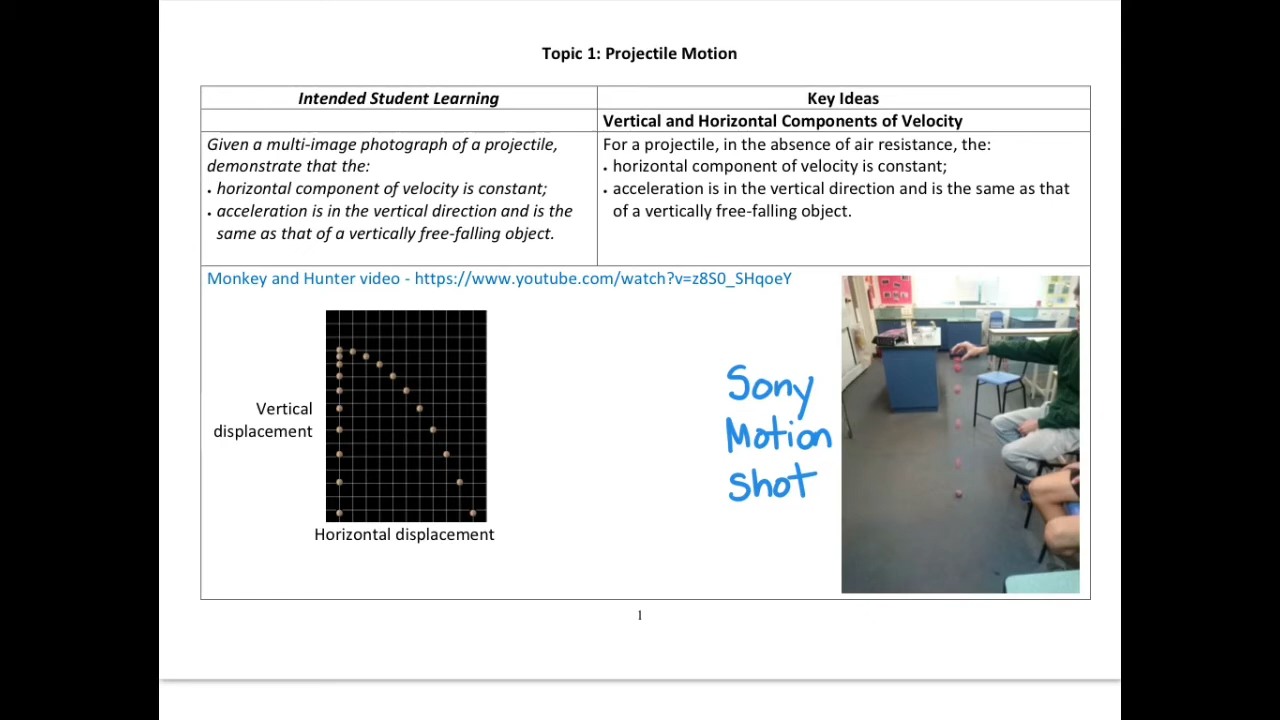 Topic 1: Projectile Motion
Intended Student Learning
Key Ideas
Vertical and Horizontal Components of Velocity
Given a multi-image photograph of a projectile,
demonstrate that the:
• horizontal component of velocity is constant;
• acceleration is in the vertical direction and is the
same as that of a vertically free-falling object.
For a projectile, in the absence of air resistance, the:
• horizontal component of velocity is constant;
• acceleration is in the vertical direction and is the same as that
of a vertically free-falling object.
Monkey and Hunter video - https://www.youtube.com/watch?v=z8S0_SHqoeY
Vertical
displacement
Horizontal displacement
Sony
Motion
shot
1